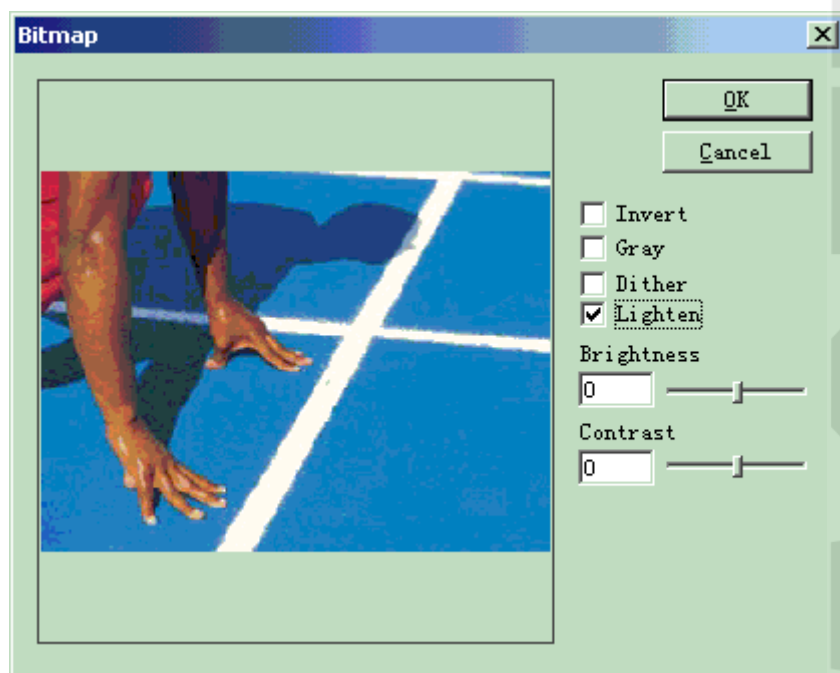 Bitmap
OK
Cancel
Invert
Gray
Dither
Lighten
Brightness
0
Contrast
0